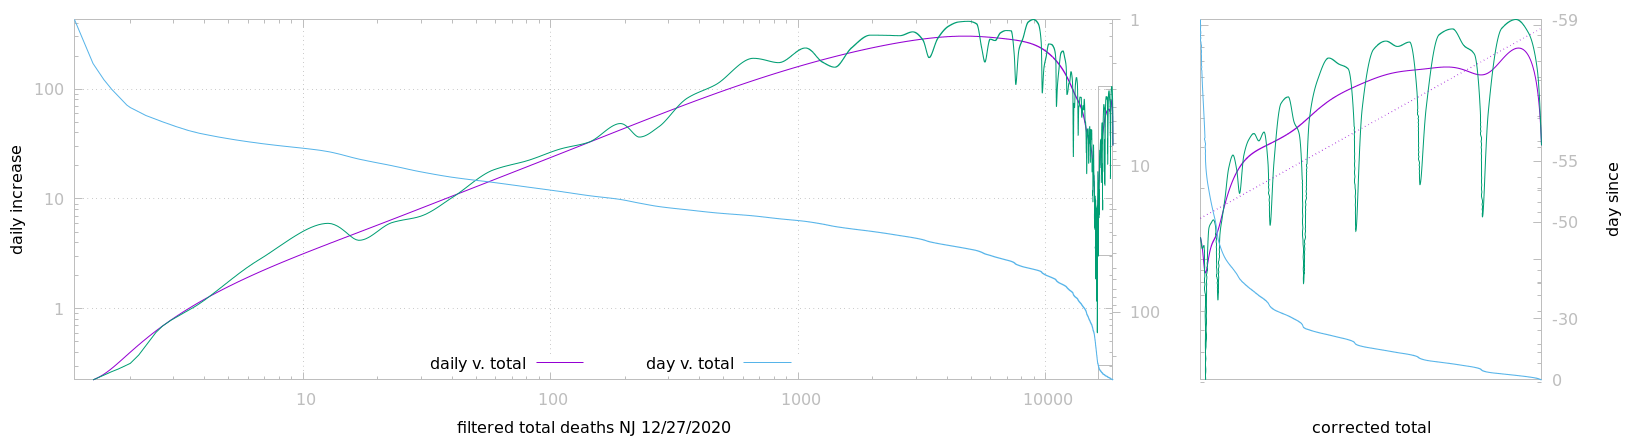 daily increase
100
10
1
10
100
1000
10000
daily v. total
day v. total
filtered total deaths NJ 12/27/2020
1
10
100
-59
-55
-50
-30
0
day since
corrected total